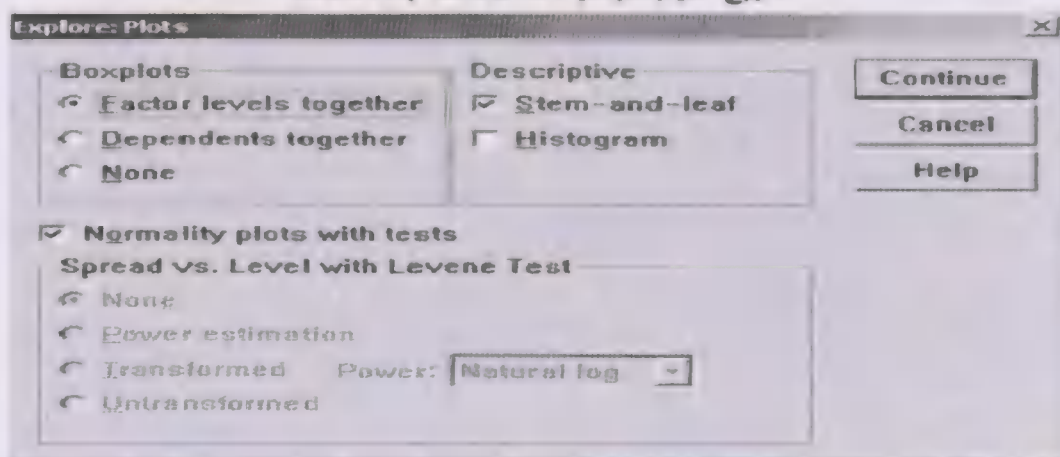 Explore: Plots
Boxplots
Factor levels together
Dependents together
None
Descriptive
Stem-and-leaf
Histogram
Continue
Cancel
Help
Normality plots with tests
Spread vs. Level with Levene Test
None
Power estimation
Transformed Power: Natural log
Untransformed